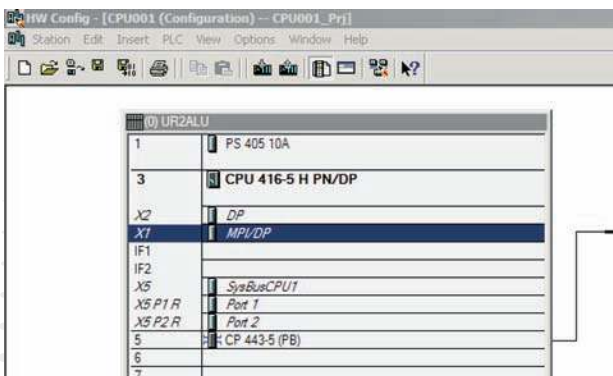 HW Config - [CPU001 (Configuration) -- CPU001_Prj]
Station Edit Insert PLC View Options Window Help
(0) UR2ALU
1 PS 405 10A
3 CPU 416-5 H PN/DP
X2 DP
X1 MPI/DP
IF1
IF2
X5 SysBusCPU1
X5 P1 R Port 1
X5 P2 R Port 2
5 CP 443-5 (PB)
6
7